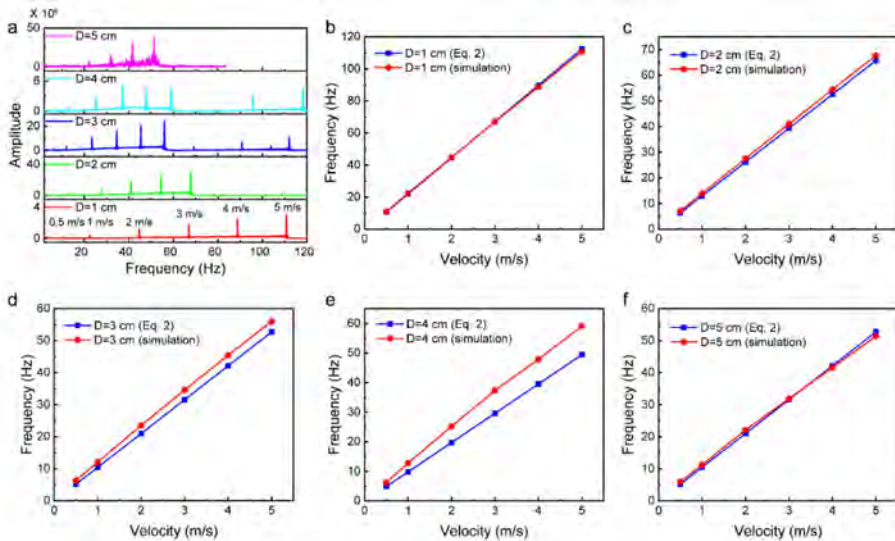 a
X 10⁶
50
0
D=5 cm
5
0
D=4 cm
20
0
D=3 cm
40
0
D=2 cm
4
0
D=1 cm
0.5 m/s 1 m/s 2 m/s 3 m/s 4 m/s 5 m/s
20 40 60 80 100 120
Amplitude
Frequency (Hz)
b
120
100
80
60
40
20
0
D=1 cm (Eq. 2)
D=1 cm (simulation)
0 1 2 3 4 5
Frequency (Hz)
Velocity (m/s)
c
70
60
50
40
30
20
10
0
D=2 cm (Eq. 2)
D=2 cm (simulation)
0 1 2 3 4 5
Frequency (Hz)
Velocity (m/s)
d
60
50
40
30
20
10
0
D=3 cm (Eq. 2)
D=3 cm (simulation)
0 1 2 3 4 5
Frequency (Hz)
Velocity (m/s)
e
60
50
40
30
20
10
0
D=4 cm (Eq. 2)
D=4 cm (simulation)
0 1 2 3 4 5
Frequency (Hz)
Velocity (m/s)
f
60
50
40
30
20
10
0
D=5 cm (Eq. 2)
D=5 cm (simulation)
0 1 2 3 4 5
Frequency (Hz)
Velocity (m/s)